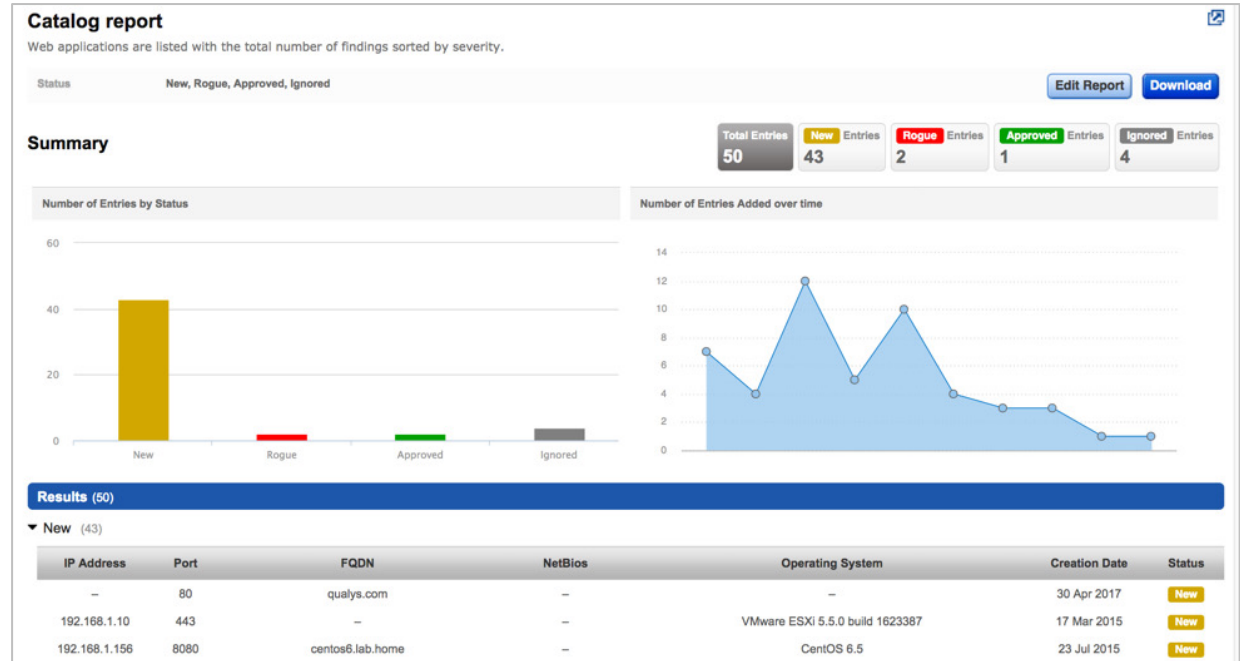 Catalog report
Web applications are listed with the total number of findings sorted by severity.
Status New, Rogue, Approved, Ignored Edit Report Download
Summary
Total Entries New Entries Rogue Entries Approved Entries Ignored Entries
50 43 2 1 4
Number of Entries by Status
60
40
20
0
New Rogue Approved Ignored
Number of Entries Added over time
14
12
10
8
6
4
2
0
Results (50)
New (43)
IP Address Port FQDN NetBios Operating System Creation Date Status
– 80 qualys.com – – 30 Apr 2017 New
192.168.1.10 443 – – VMware ESXi 5.5.0 build 1623387 17 Mar 2015 New
192.168.1.156 8080 centos6.lab.home – CentOS 6.5 23 Jul 2015 New